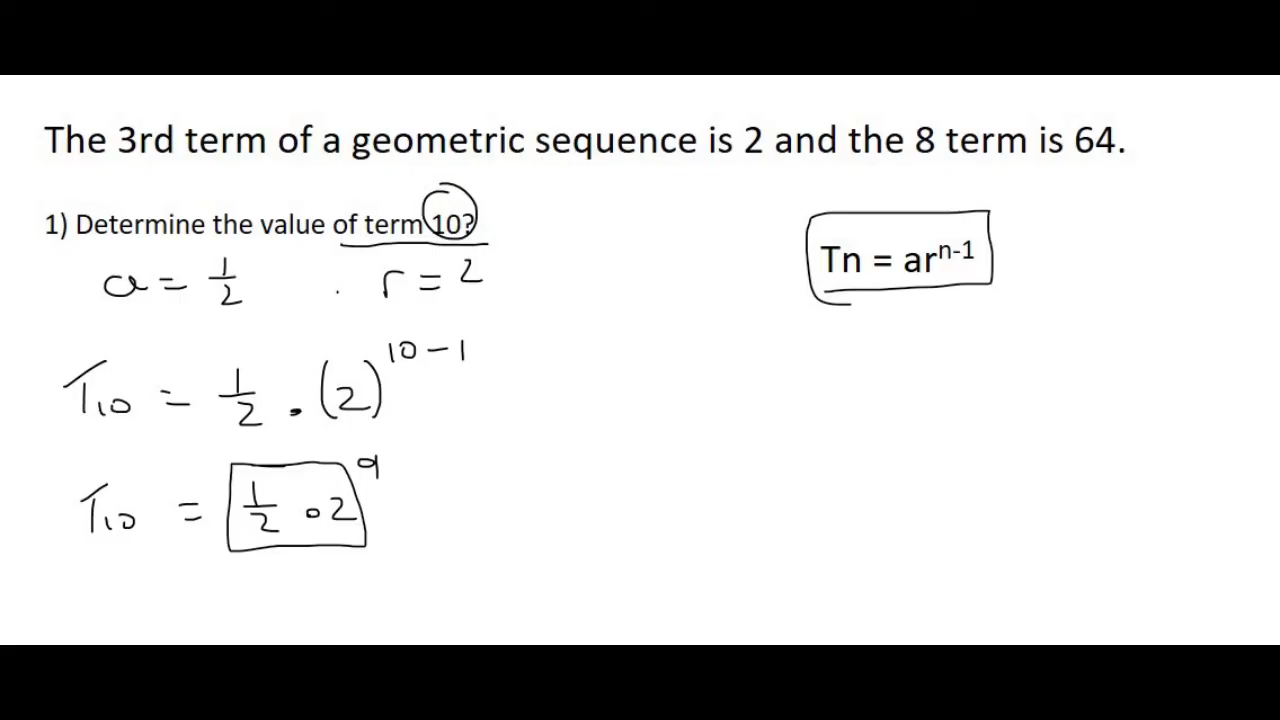 The 3rd term of a geometric sequence is 2 and the 8 term is 64.
1) Determine the value of term 10?
Tn = ar^{n-1}
a = 1/2 . r = 2
T10 = 1/2 . (2)^{10-1}
T10 = 1/2 . 2^9